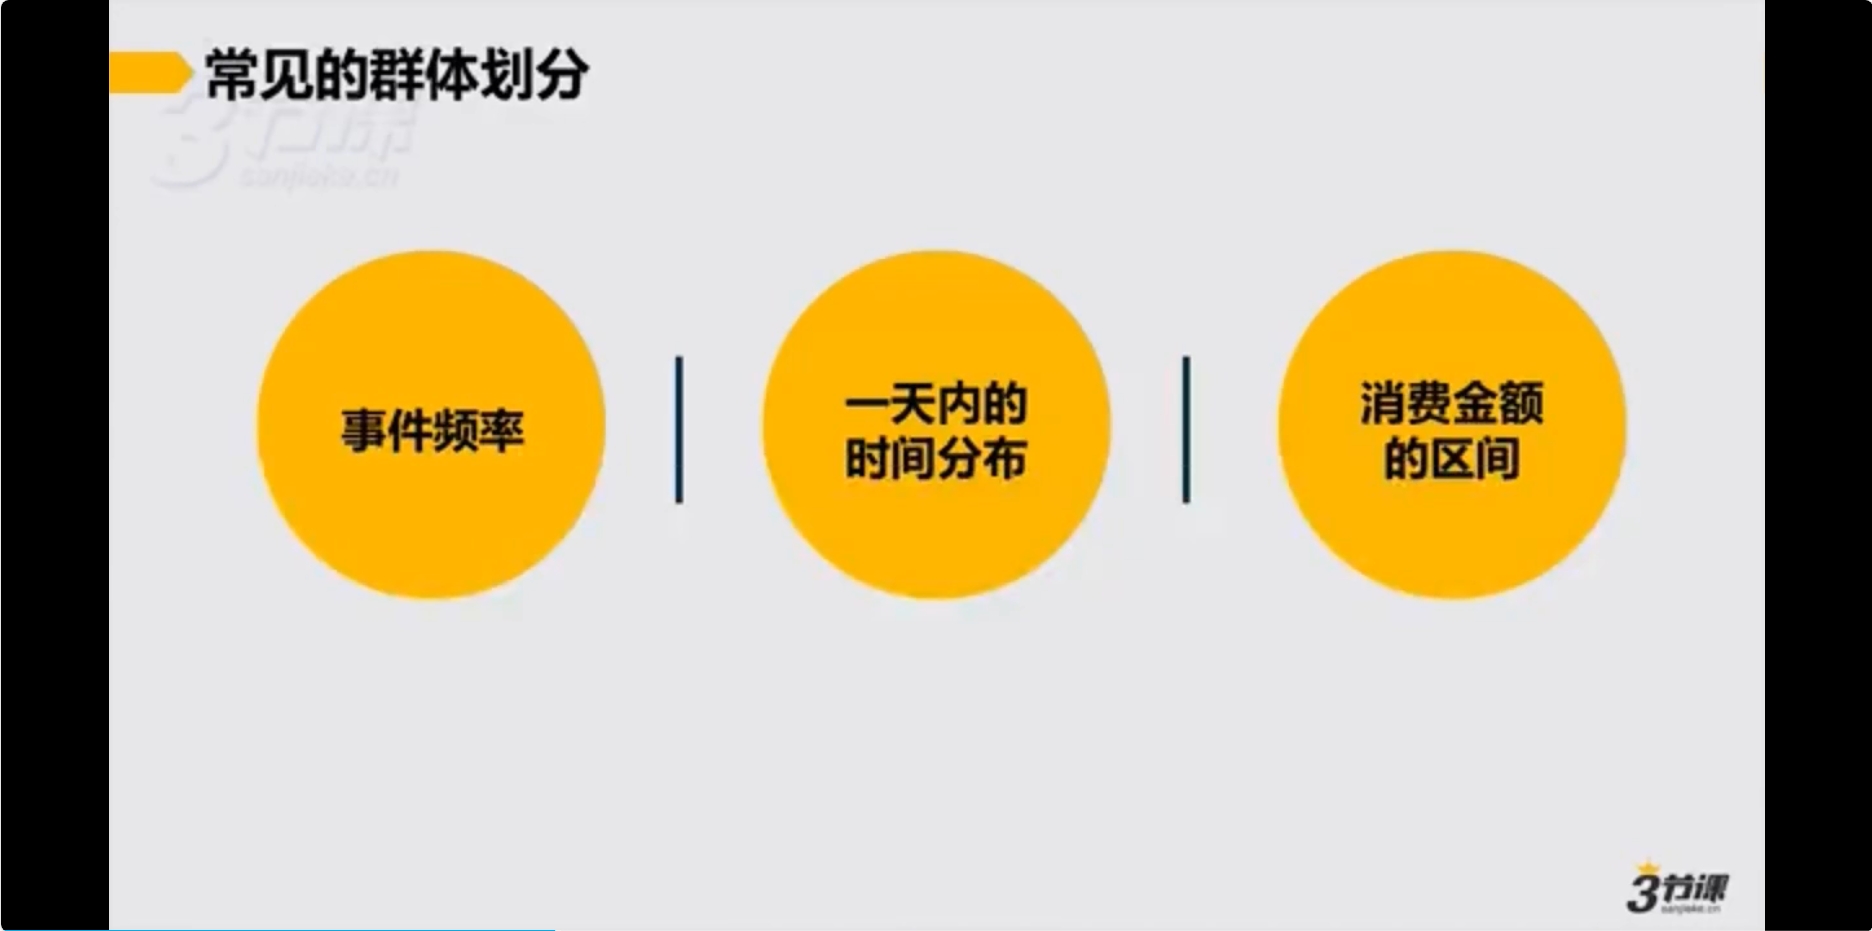 常见的群体划分
3节课
sanjieke.cn
事件频率
一天内的
时间分布
消费金额
的区间
3节课
sanjieke.cn